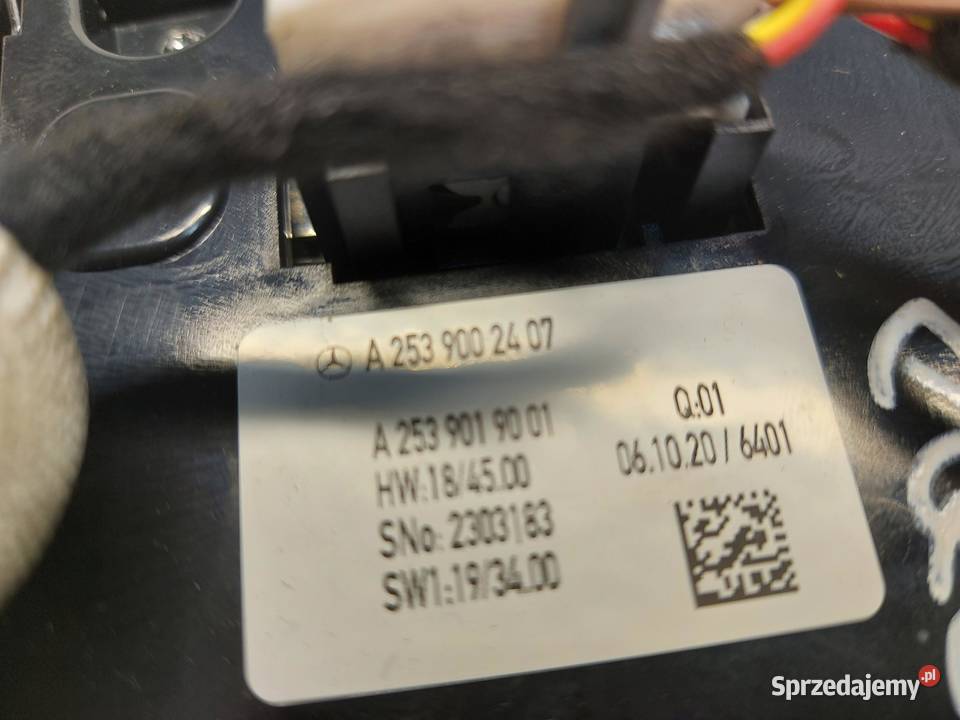 A 253 900 24 07
A 253 901 90 01
HW:18/45.00
SNo: 2303183
SW1:19/34.00
Q:01
06.10.20 / 6401
Sprzedajemy.pl